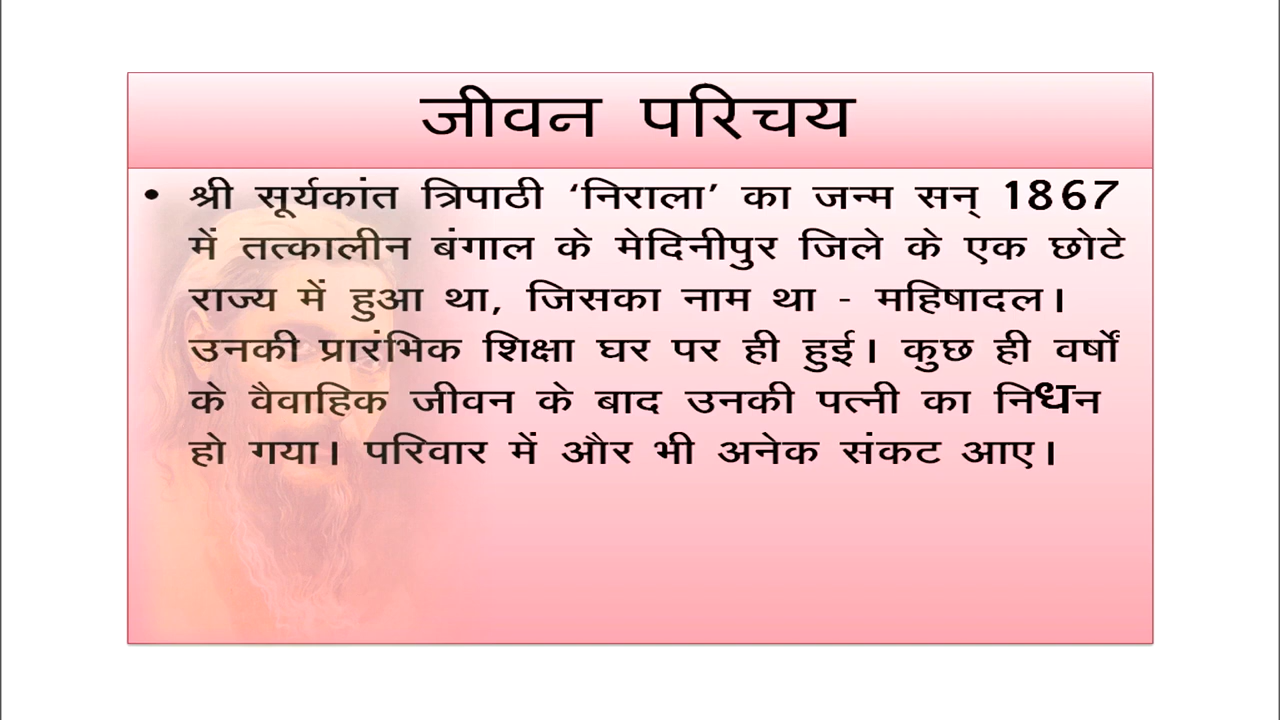 जीवन परिचय
• श्री सूर्यकांत त्रिपाठी ‘निराला’ का जन्म सन् 1867
में तत्कालीन बंगाल के मेदिनीपुर जिले के एक छोटे
राज्य में हुआ था, जिसका नाम था - महिषादल।
उनकी प्रारंभिक शिक्षा घर पर ही हुई। कुछ ही वर्षों
के वैवाहिक जीवन के बाद उनकी पत्नी का निधन
हो गया। परिवार में और भी अनेक संकट आए।